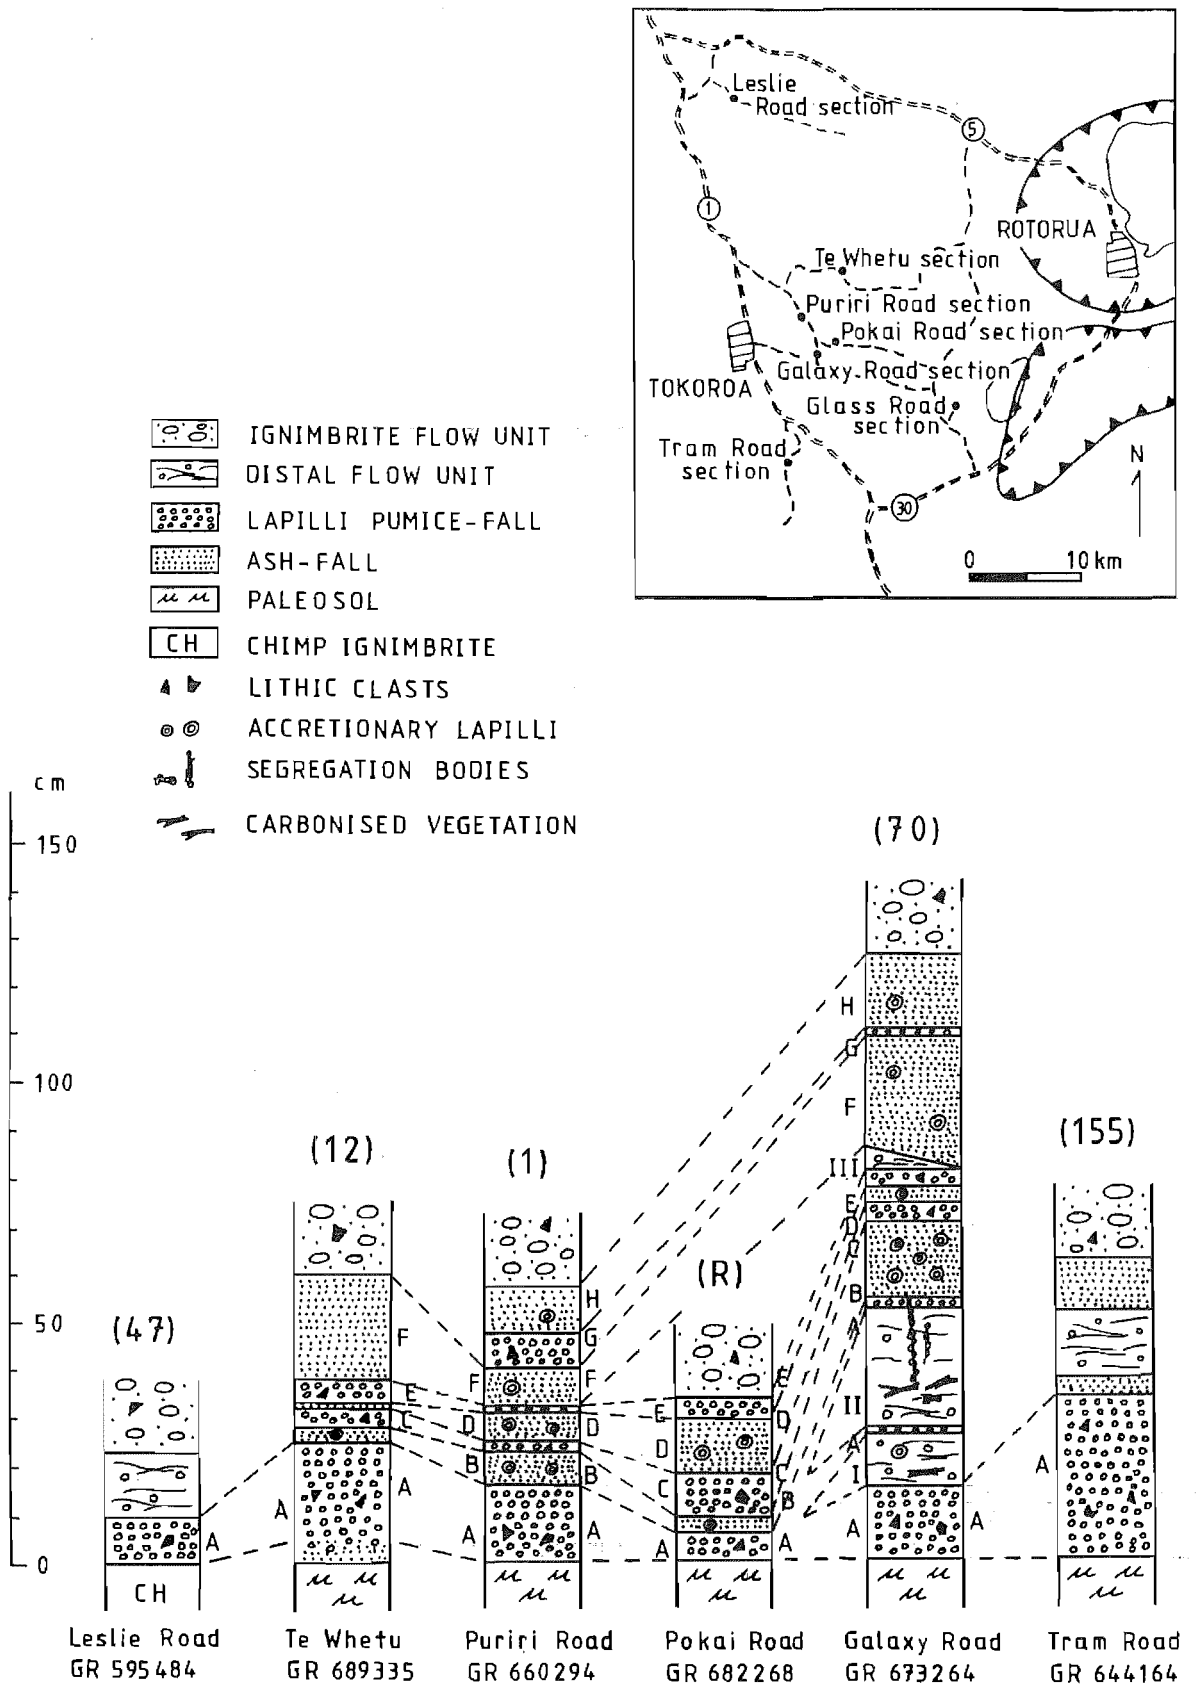 Leslie
Road section
5
1
ROTORUA
Te Whetu section
Puriri Road section
Pokai Road section
Galaxy Road section
TOKOROA
Glass Road
section
Tram Road
section
N
30
0 10 km
IGNIMBRITE FLOW UNIT
DISTAL FLOW UNIT
LAPILLI PUMICE-FALL
ASH-FALL
PALEOSOL
CH CHIMP IGNIMBRITE
LITHIC CLASTS
ACCRETIONARY LAPILLI
SEGREGATION BODIES
CARBONISED VEGETATION
cm
150
100
50
0
(47)
A
CH
Leslie Road
GR 595484
(12)
F
E
C
A
A
Te Whetu
GR 689335
(1)
H
G
F
F
D
D
B
B
A
A
Puriri Road
GR 660294
(R)
E
E
D
D
C
C
B
A
A
Pokai Road
GR 682268
(70)
H
G
F
III
E
D
C
B
A
II
A
I
A
A
Galaxy Road
GR 673264
(155)
A
Tram Road
GR 644164